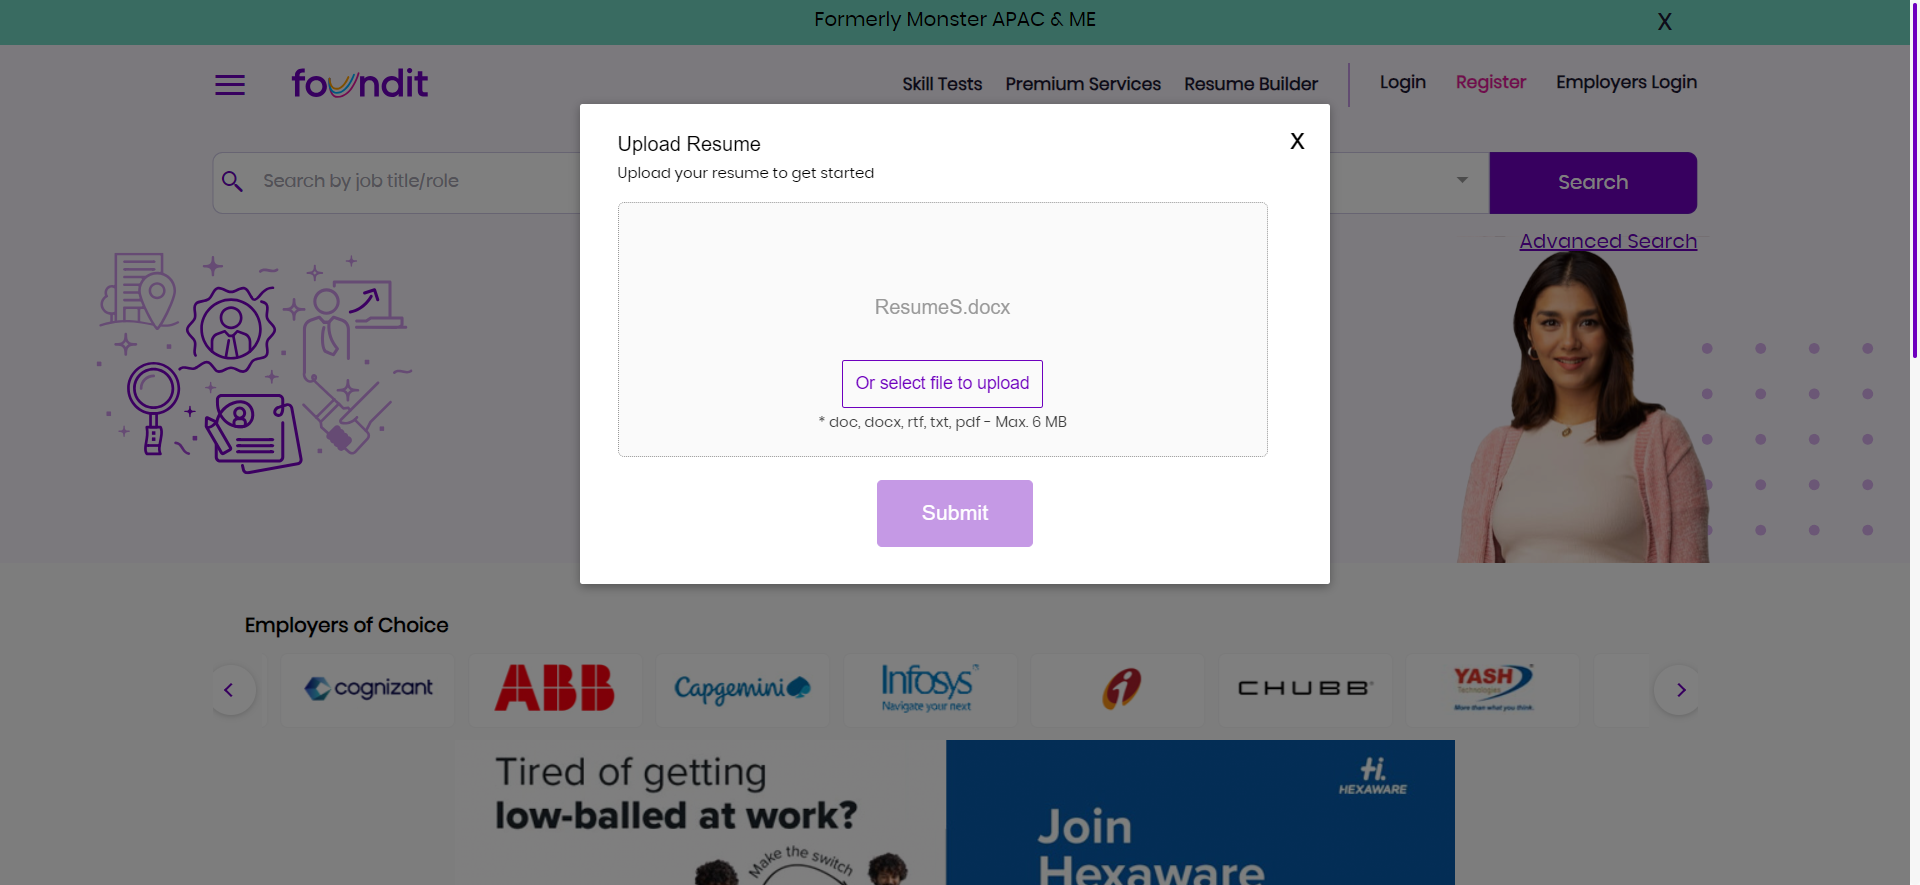 Formerly Monster APAC & ME
X
foundit
Skill Tests
Premium Services
Resume Builder
Login
Register
Employers Login
Upload Resume
X
Upload your resume to get started
Search by job title/role
Search
Advanced Search
ResumeS.docx
Or select file to upload
* doc, docx, rtf, txt, pdf - Max. 6 MB
Submit
Employers of Choice
cognizant
ABB
Capgemini
Infosys
Navigate your next
i
CHUBB
YASH
Technologies
More than what you think.
Tired of getting
low-balled at work?
Make the switch
Hi.
HEXAWARE
Join
Hexaware